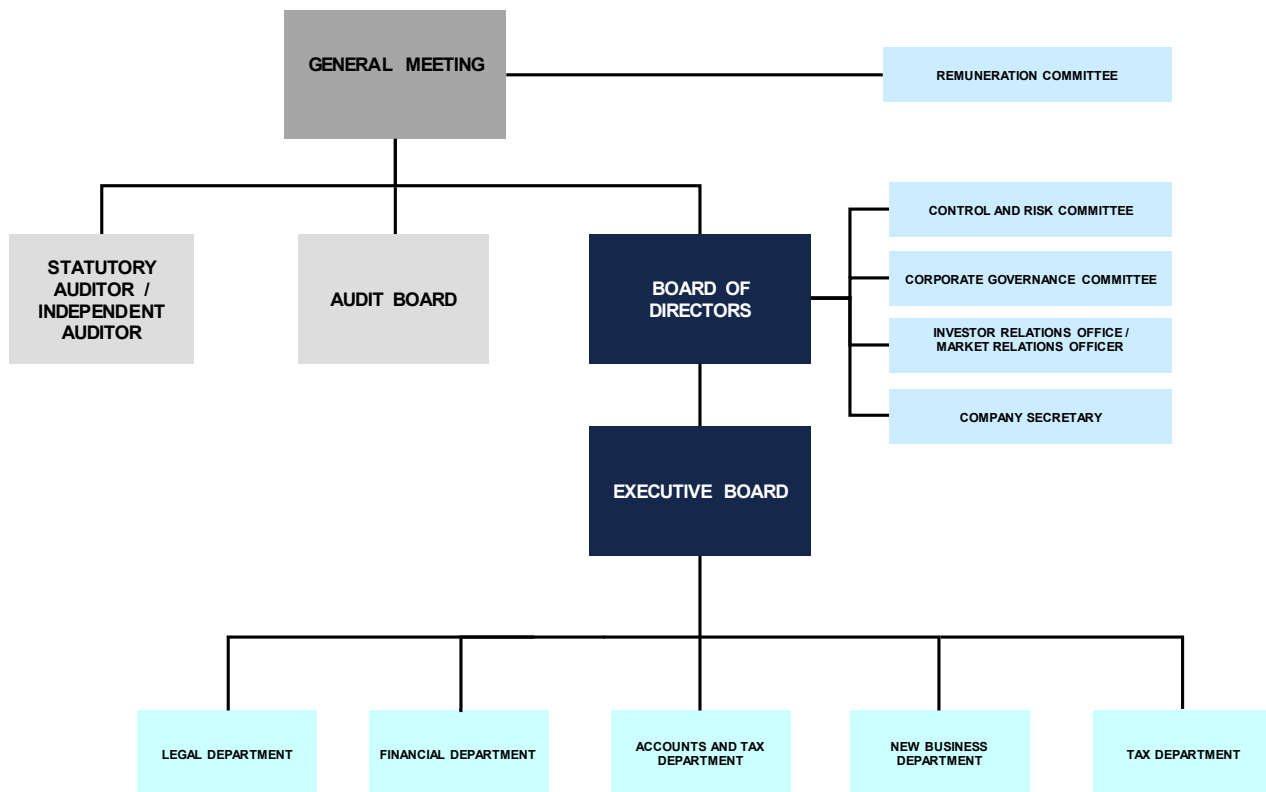 GENERAL MEETING
REMUNERATION COMMITTEE
CONTROL AND RISK COMMITTEE
STATUTORY
AUDITOR /
INDEPENDENT
AUDITOR
AUDIT BOARD
BOARD OF
DIRECTORS
CORPORATE GOVERNANCE COMMITTEE
INVESTOR RELATIONS OFFICE /
MARKET RELATIONS OFFICER
COMPANY SECRETARY
EXECUTIVE BOARD
LEGAL DEPARTMENT
FINANCIAL DEPARTMENT
ACCOUNTS AND TAX
DEPARTMENT
NEW BUSINESS
DEPARTMENT
TAX DEPARTMENT